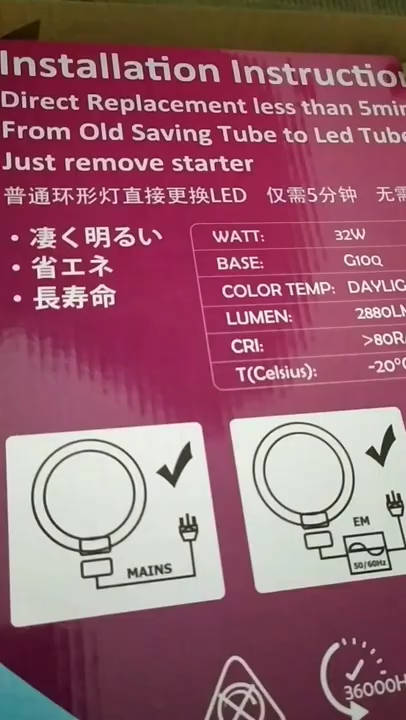 Installation Instructio
Direct Replacement less than 5min
From Old Saving Tube to Led Tube
Just remove starter
普通环形灯直接更换LED 仅需5分钟 无需
• 凄く明るい
• 省エネ
• 長寿命
WATT: 32W
BASE: G10Q
COLOR TEMP: DAYLIG
LUMEN: 2880LM
CRI: >80R
T(Celsius): -20°
MAINS
EM
50/60Hz
36000H